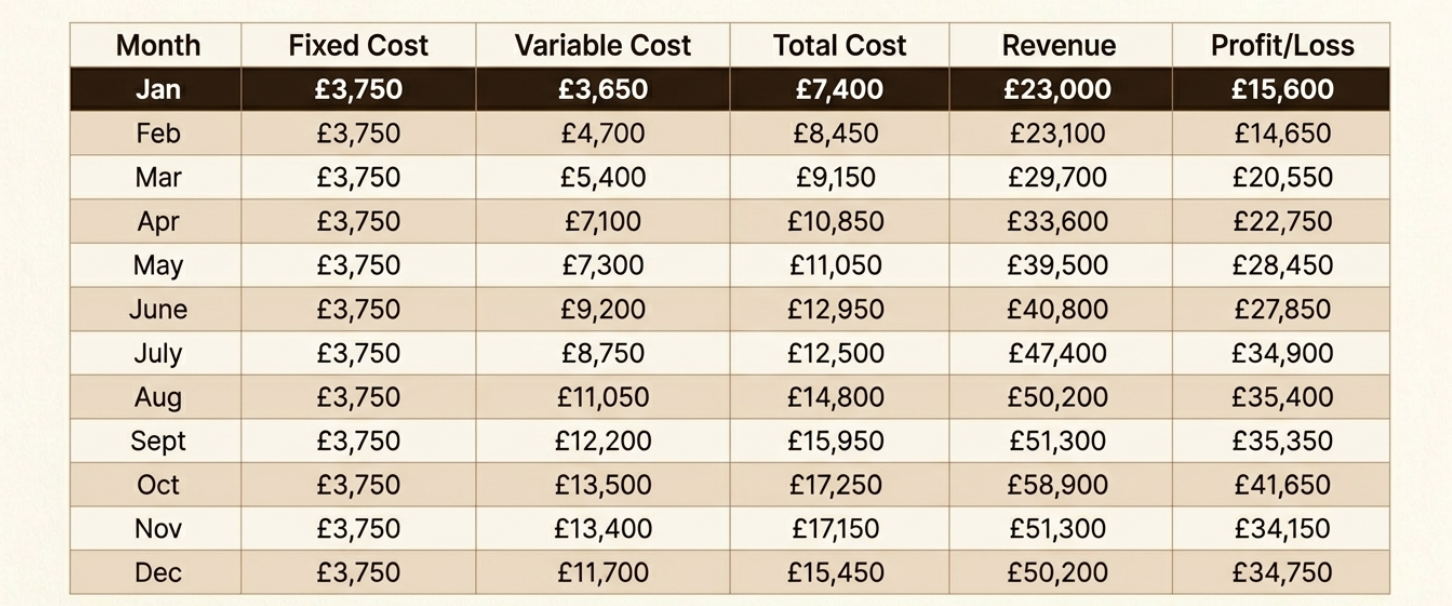 Month Fixed Cost Variable Cost Total Cost Revenue Profit/Loss
Jan £3,750 £3,650 £7,400 £23,000 £15,600
Feb £3,750 £4,700 £8,450 £23,100 £14,650
Mar £3,750 £5,400 £9,150 £29,700 £20,550
Apr £3,750 £7,100 £10,850 £33,600 £22,750
May £3,750 £7,300 £11,050 £39,500 £28,450
June £3,750 £9,200 £12,950 £40,800 £27,850
July £3,750 £8,750 £12,500 £47,400 £34,900
Aug £3,750 £11,050 £14,800 £50,200 £35,400
Sept £3,750 £12,200 £15,950 £51,300 £35,350
Oct £3,750 £13,500 £17,250 £58,900 £41,650
Nov £3,750 £13,400 £17,150 £51,300 £34,150
Dec £3,750 £11,700 £15,450 £50,200 £34,750